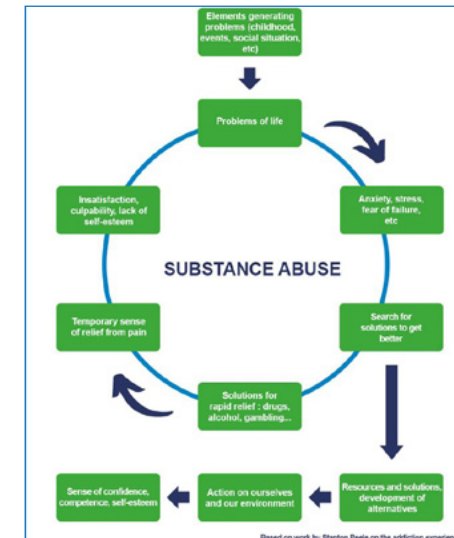 Elements generating
problems (childhood,
events, social situation,
etc)
Problems of life
Anxiety, stress,
fear of failure,
etc
Insatisfaction,
culpability, lack of
self-esteem
SUBSTANCE ABUSE
Search for
solutions to get
better
Temporary sense
of relief from pain
Solutions for
rapid relief : drugs,
alcohol, gambling...
Resources and solutions,
development of
alternatives
Action on ourselves
and our environment
Sense of confidence,
competence, self-esteem
Based on work by Stanton Peele on the addiction experience